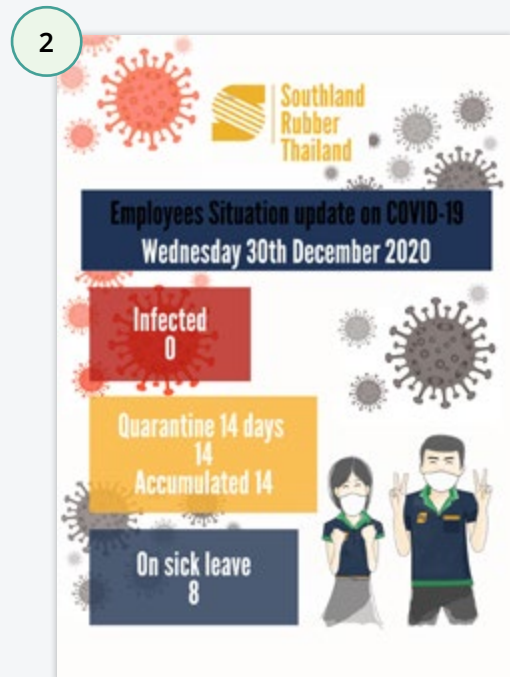 2
Southland
Rubber
Thailand
Employees Situation update on COVID-19
Wednesday 30th December 2020
Infected
0
Quarantine 14 days
14
Accumulated 14
On sick leave
8